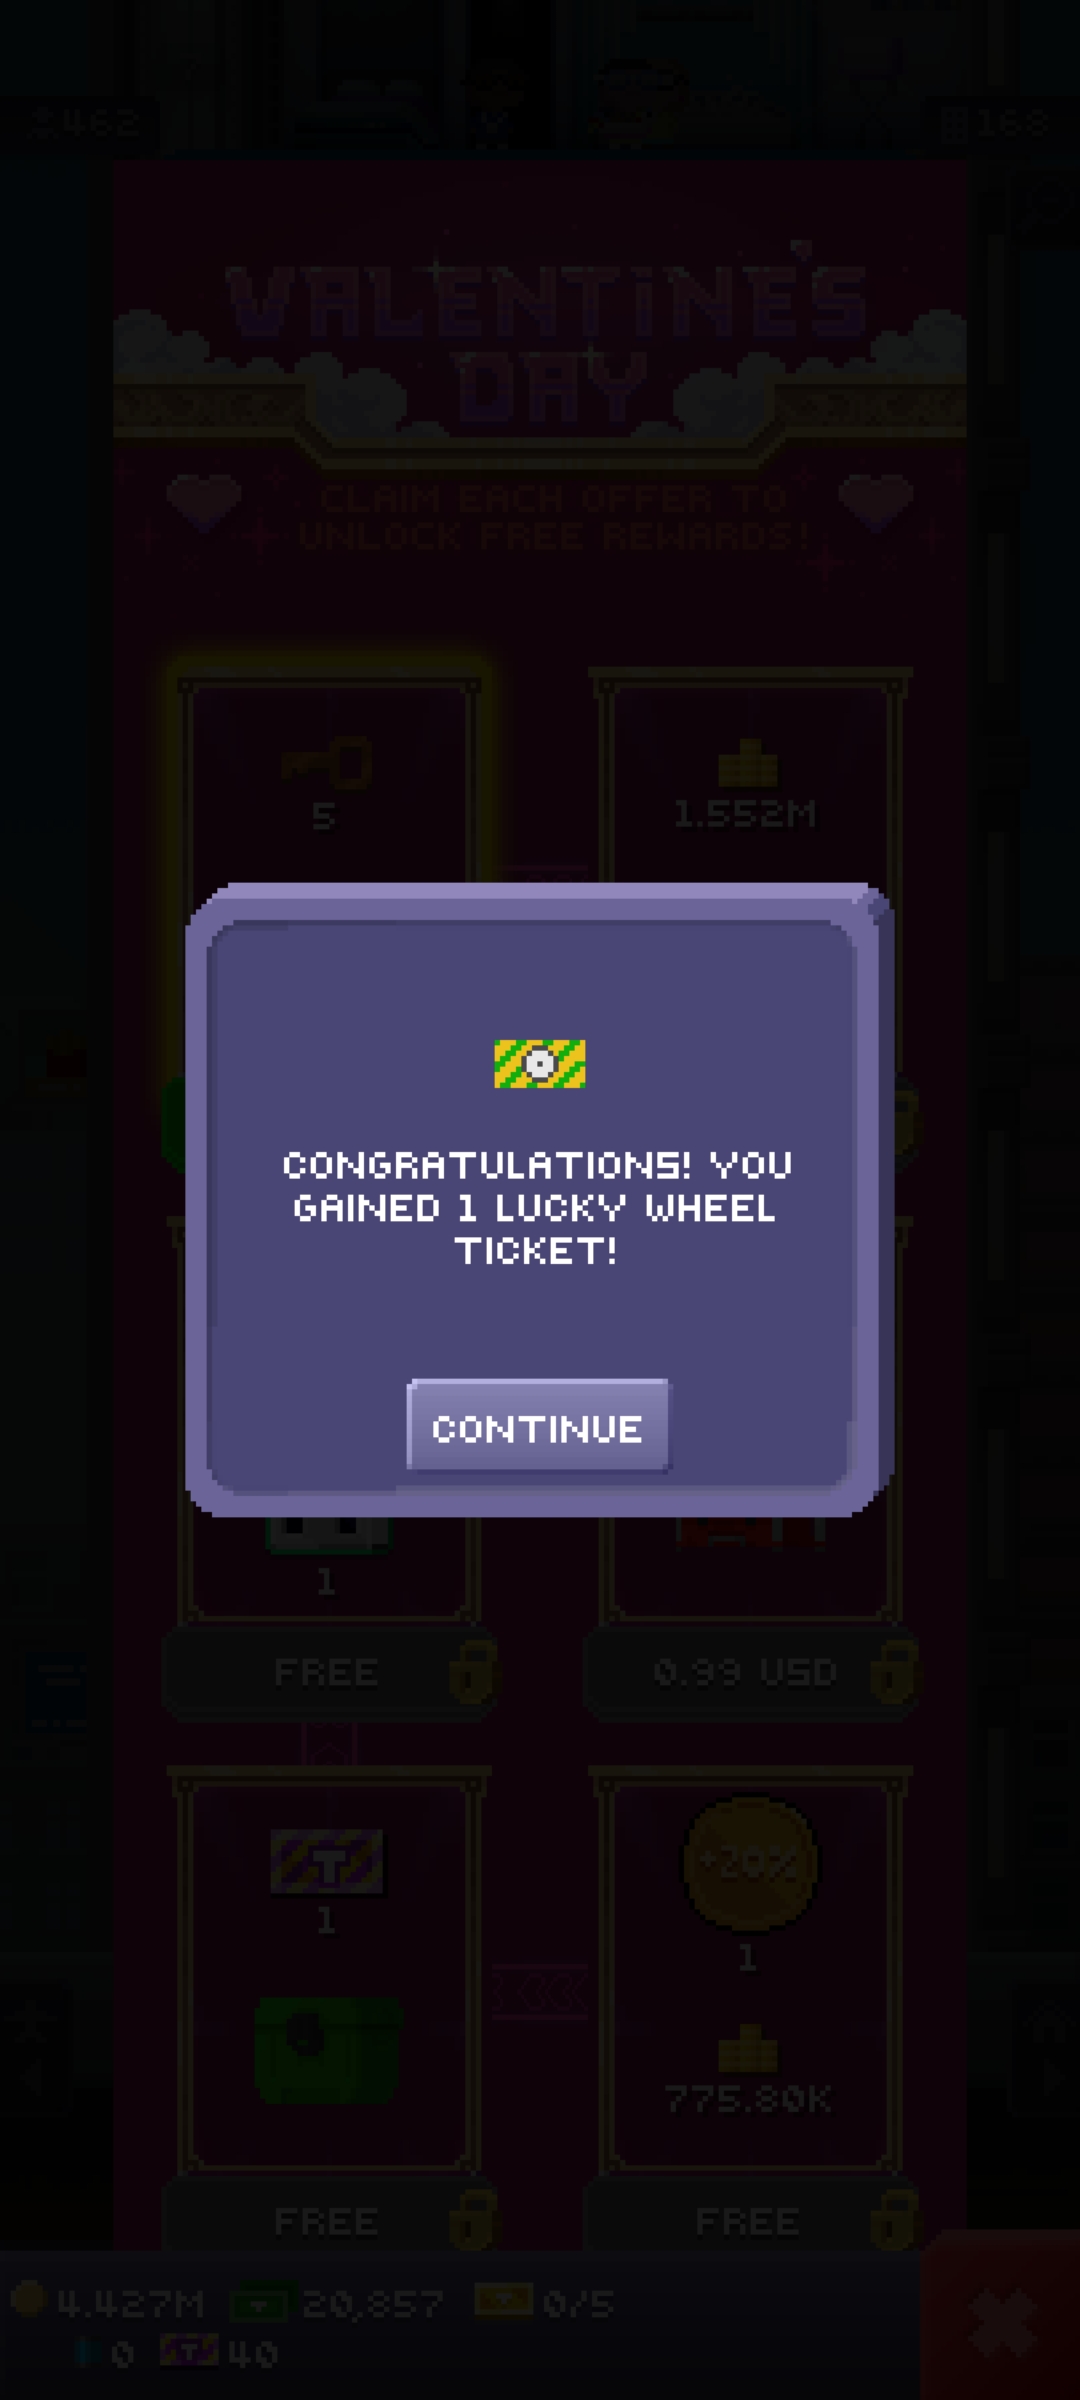 462
168
VALENTINE'S
DAY
CLAIM EACH OFFER TO
UNLOCK FREE REWARDS!
5
1.552M
CONGRATULATIONS! YOU
GAINED 1 LUCKY WHEEL
TICKET!
CONTINUE
1
FREE
0.99 USD
T
1
+20%
1
775.80K
FREE
FREE
4.427M
20,857
0/5
0
T
40